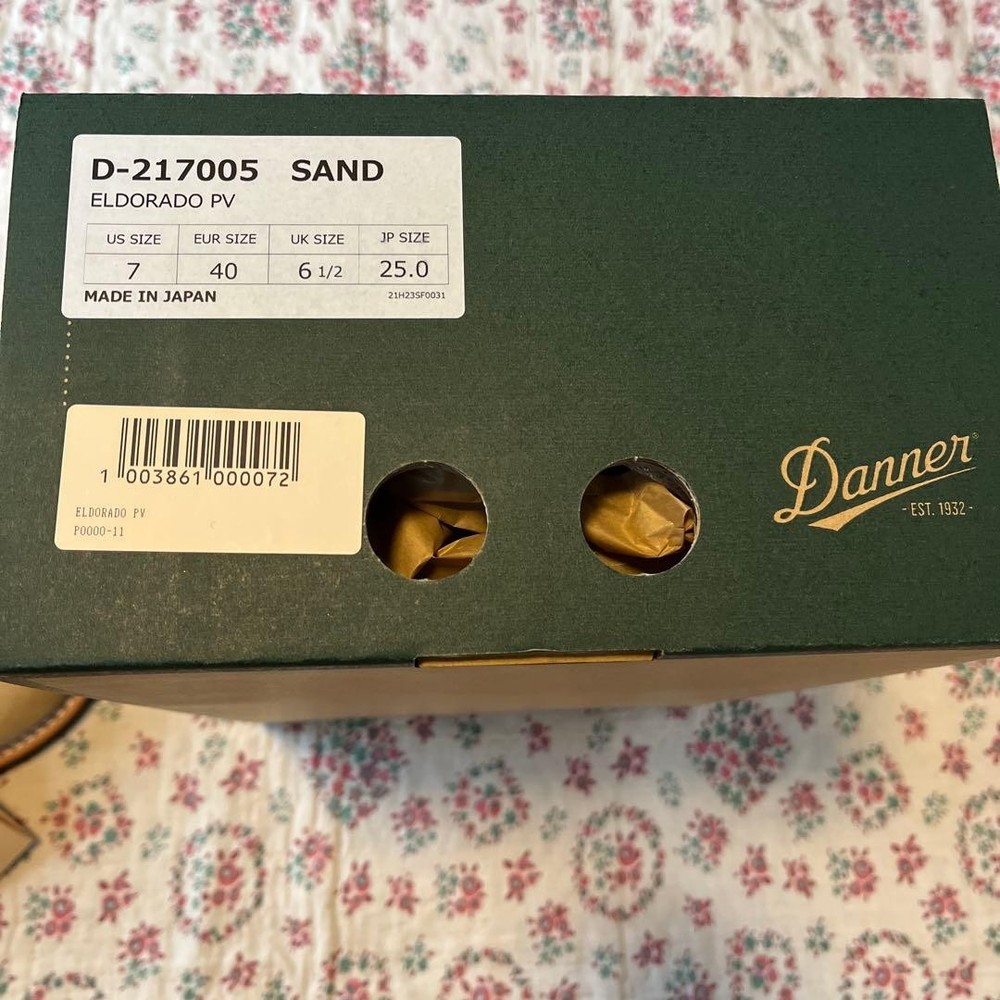 D-217005 SAND
ELDORADO PV
US SIZE EUR SIZE UK SIZE JP SIZE
7 40 6 1/2 25.0
MADE IN JAPAN 21H23SF0031
1 003861 000072
ELDORADO PV
P0000-11
Danner®
- EST. 1932 -